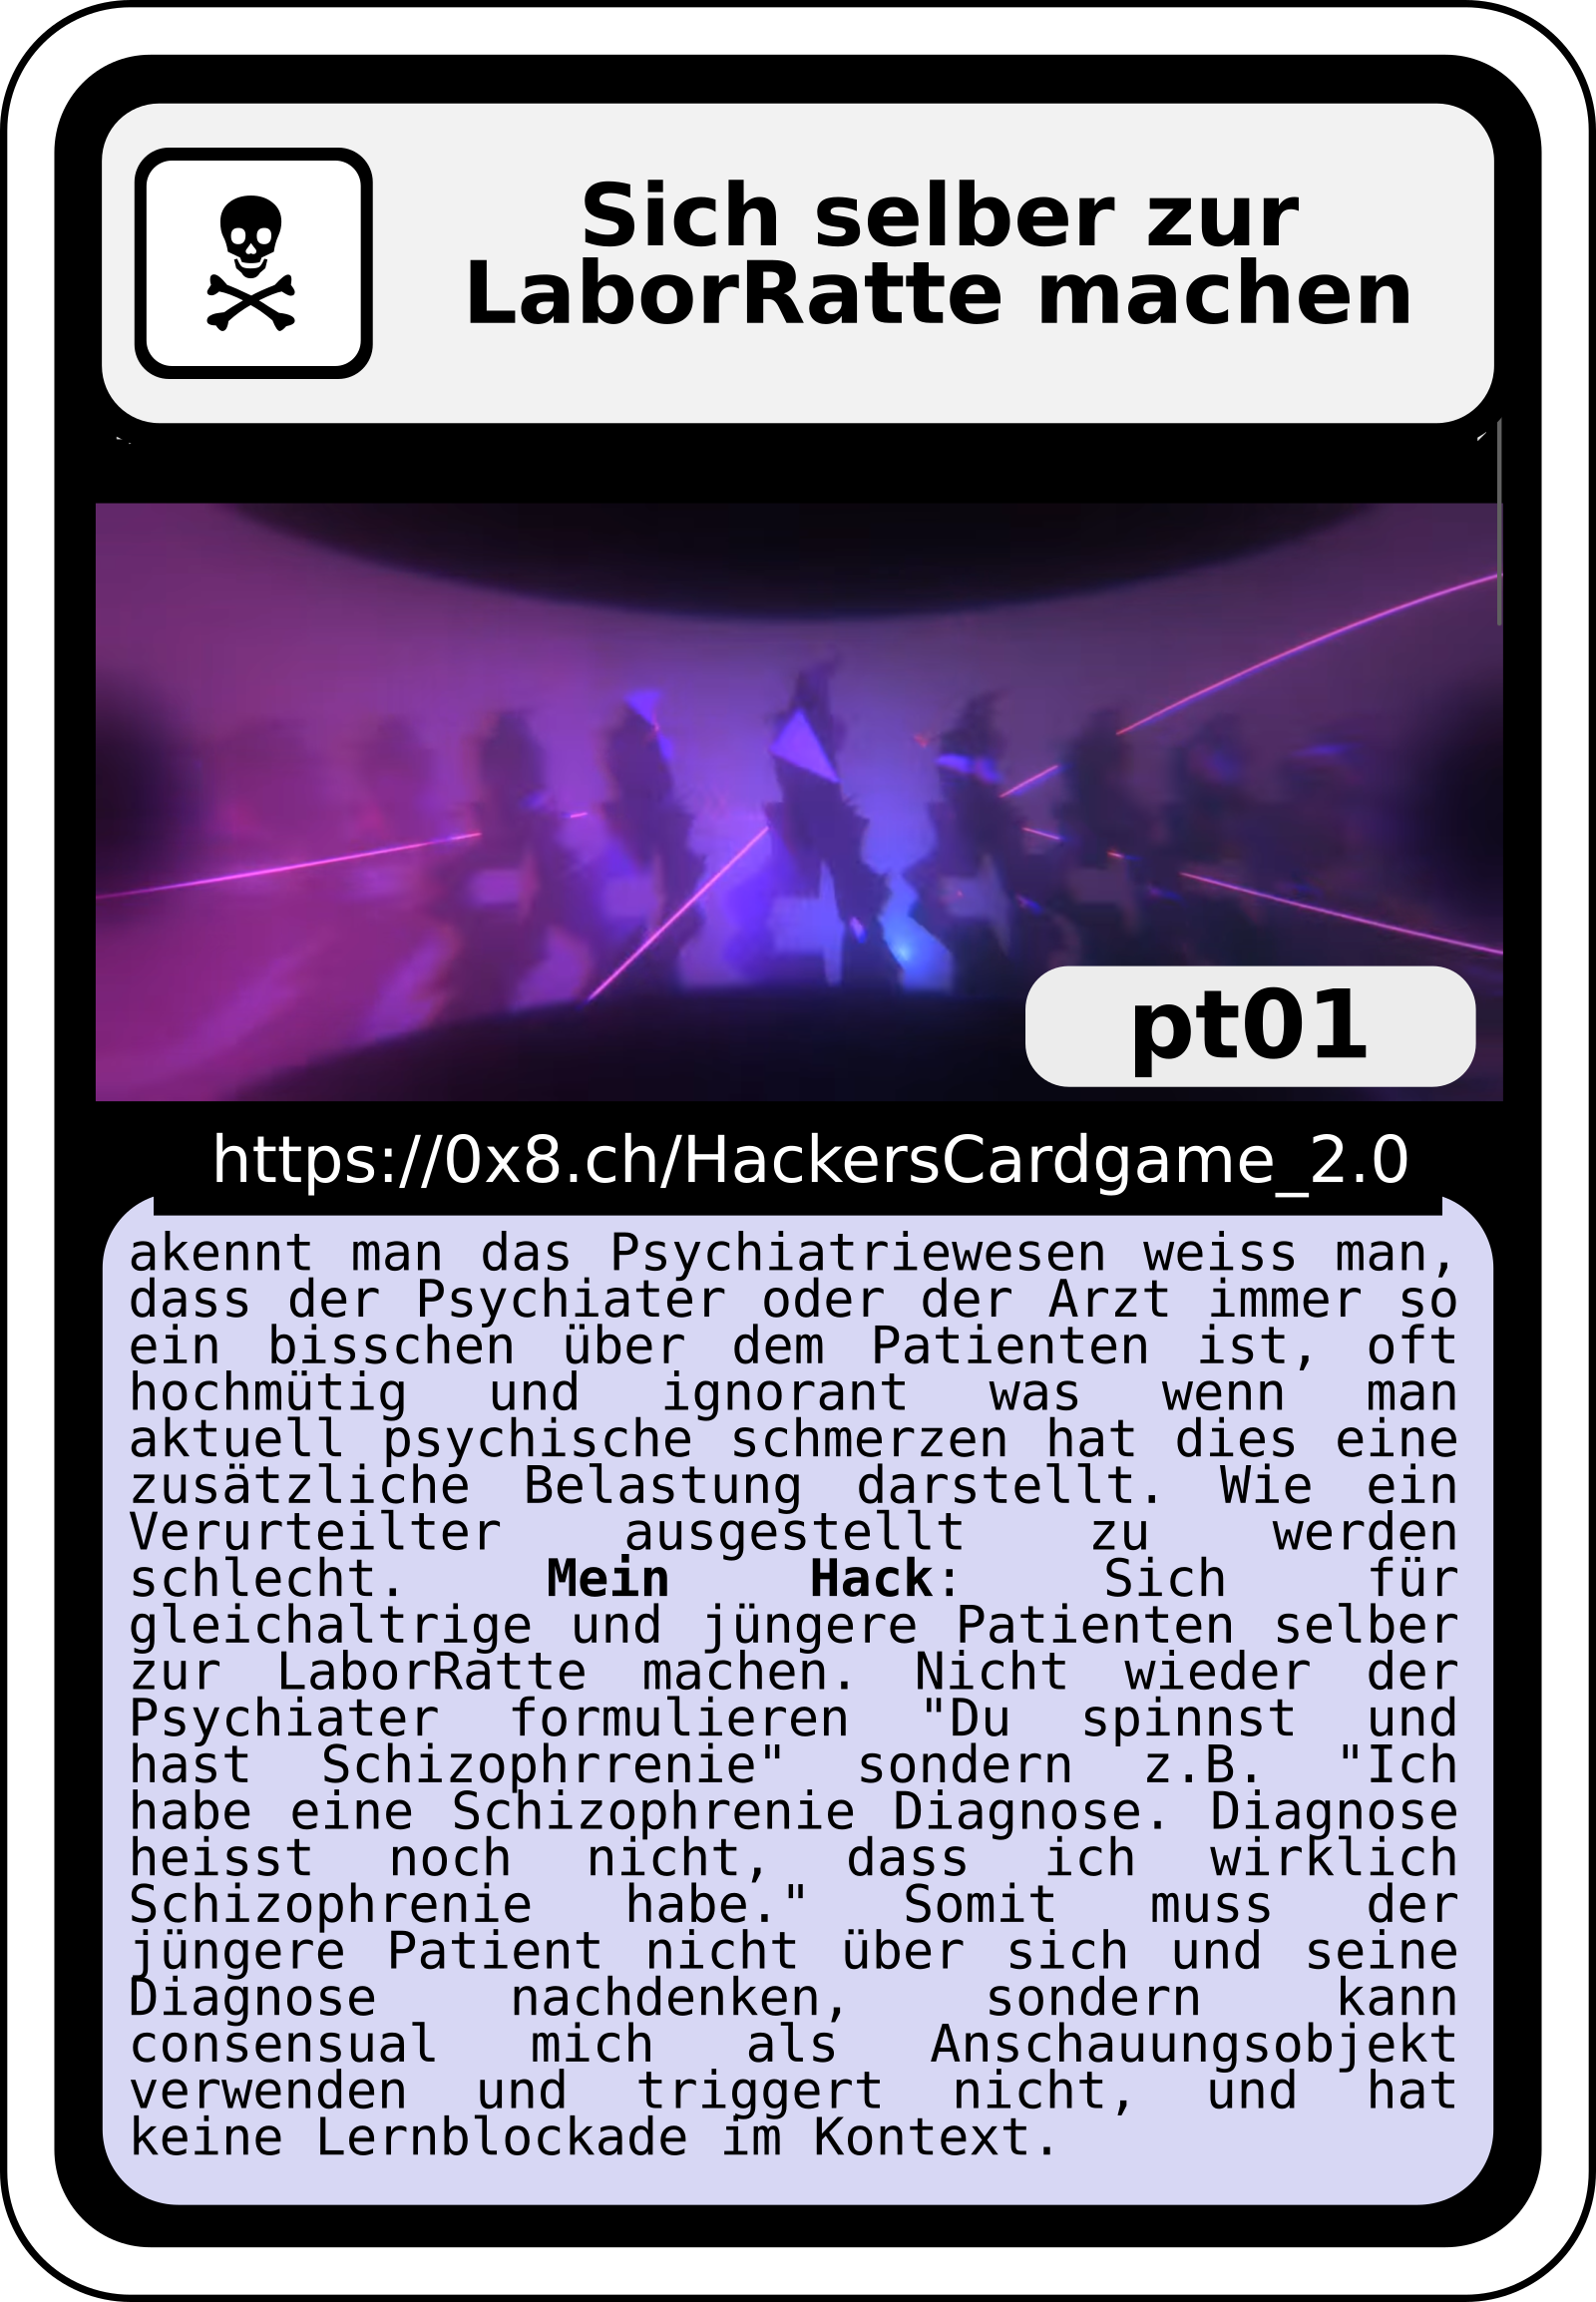 Sich selber zur
LaborRatte machen
pt01
https://0x8.ch/HackersCardgame_2.0
akennt man das Psychiatriewesen weiss man,
dass der Psychiater oder der Arzt immer so
ein bisschen über dem Patienten ist, oft
hochmütig und ignorant was wenn man
aktuell psychische schmerzen hat dies eine
zusätzliche Belastung darstellt. Wie ein
Verurteilter ausgestellt zu werden
schlecht. Mein Hack: Sich für
gleichaltrige und jüngere Patienten selber
zur LaborRatte machen. Nicht wieder der
Psychiater formulieren "Du spinnst und
hast Schizophrrenie" sondern z.B. "Ich
habe eine Schizophrenie Diagnose. Diagnose
heisst noch nicht, dass ich wirklich
Schizophrenie habe." Somit muss der
jüngere Patient nicht über sich und seine
Diagnose nachdenken, sondern kann
consensual mich als Anschauungsobjekt
verwenden und triggert nicht, und hat
keine Lernblockade im Kontext.